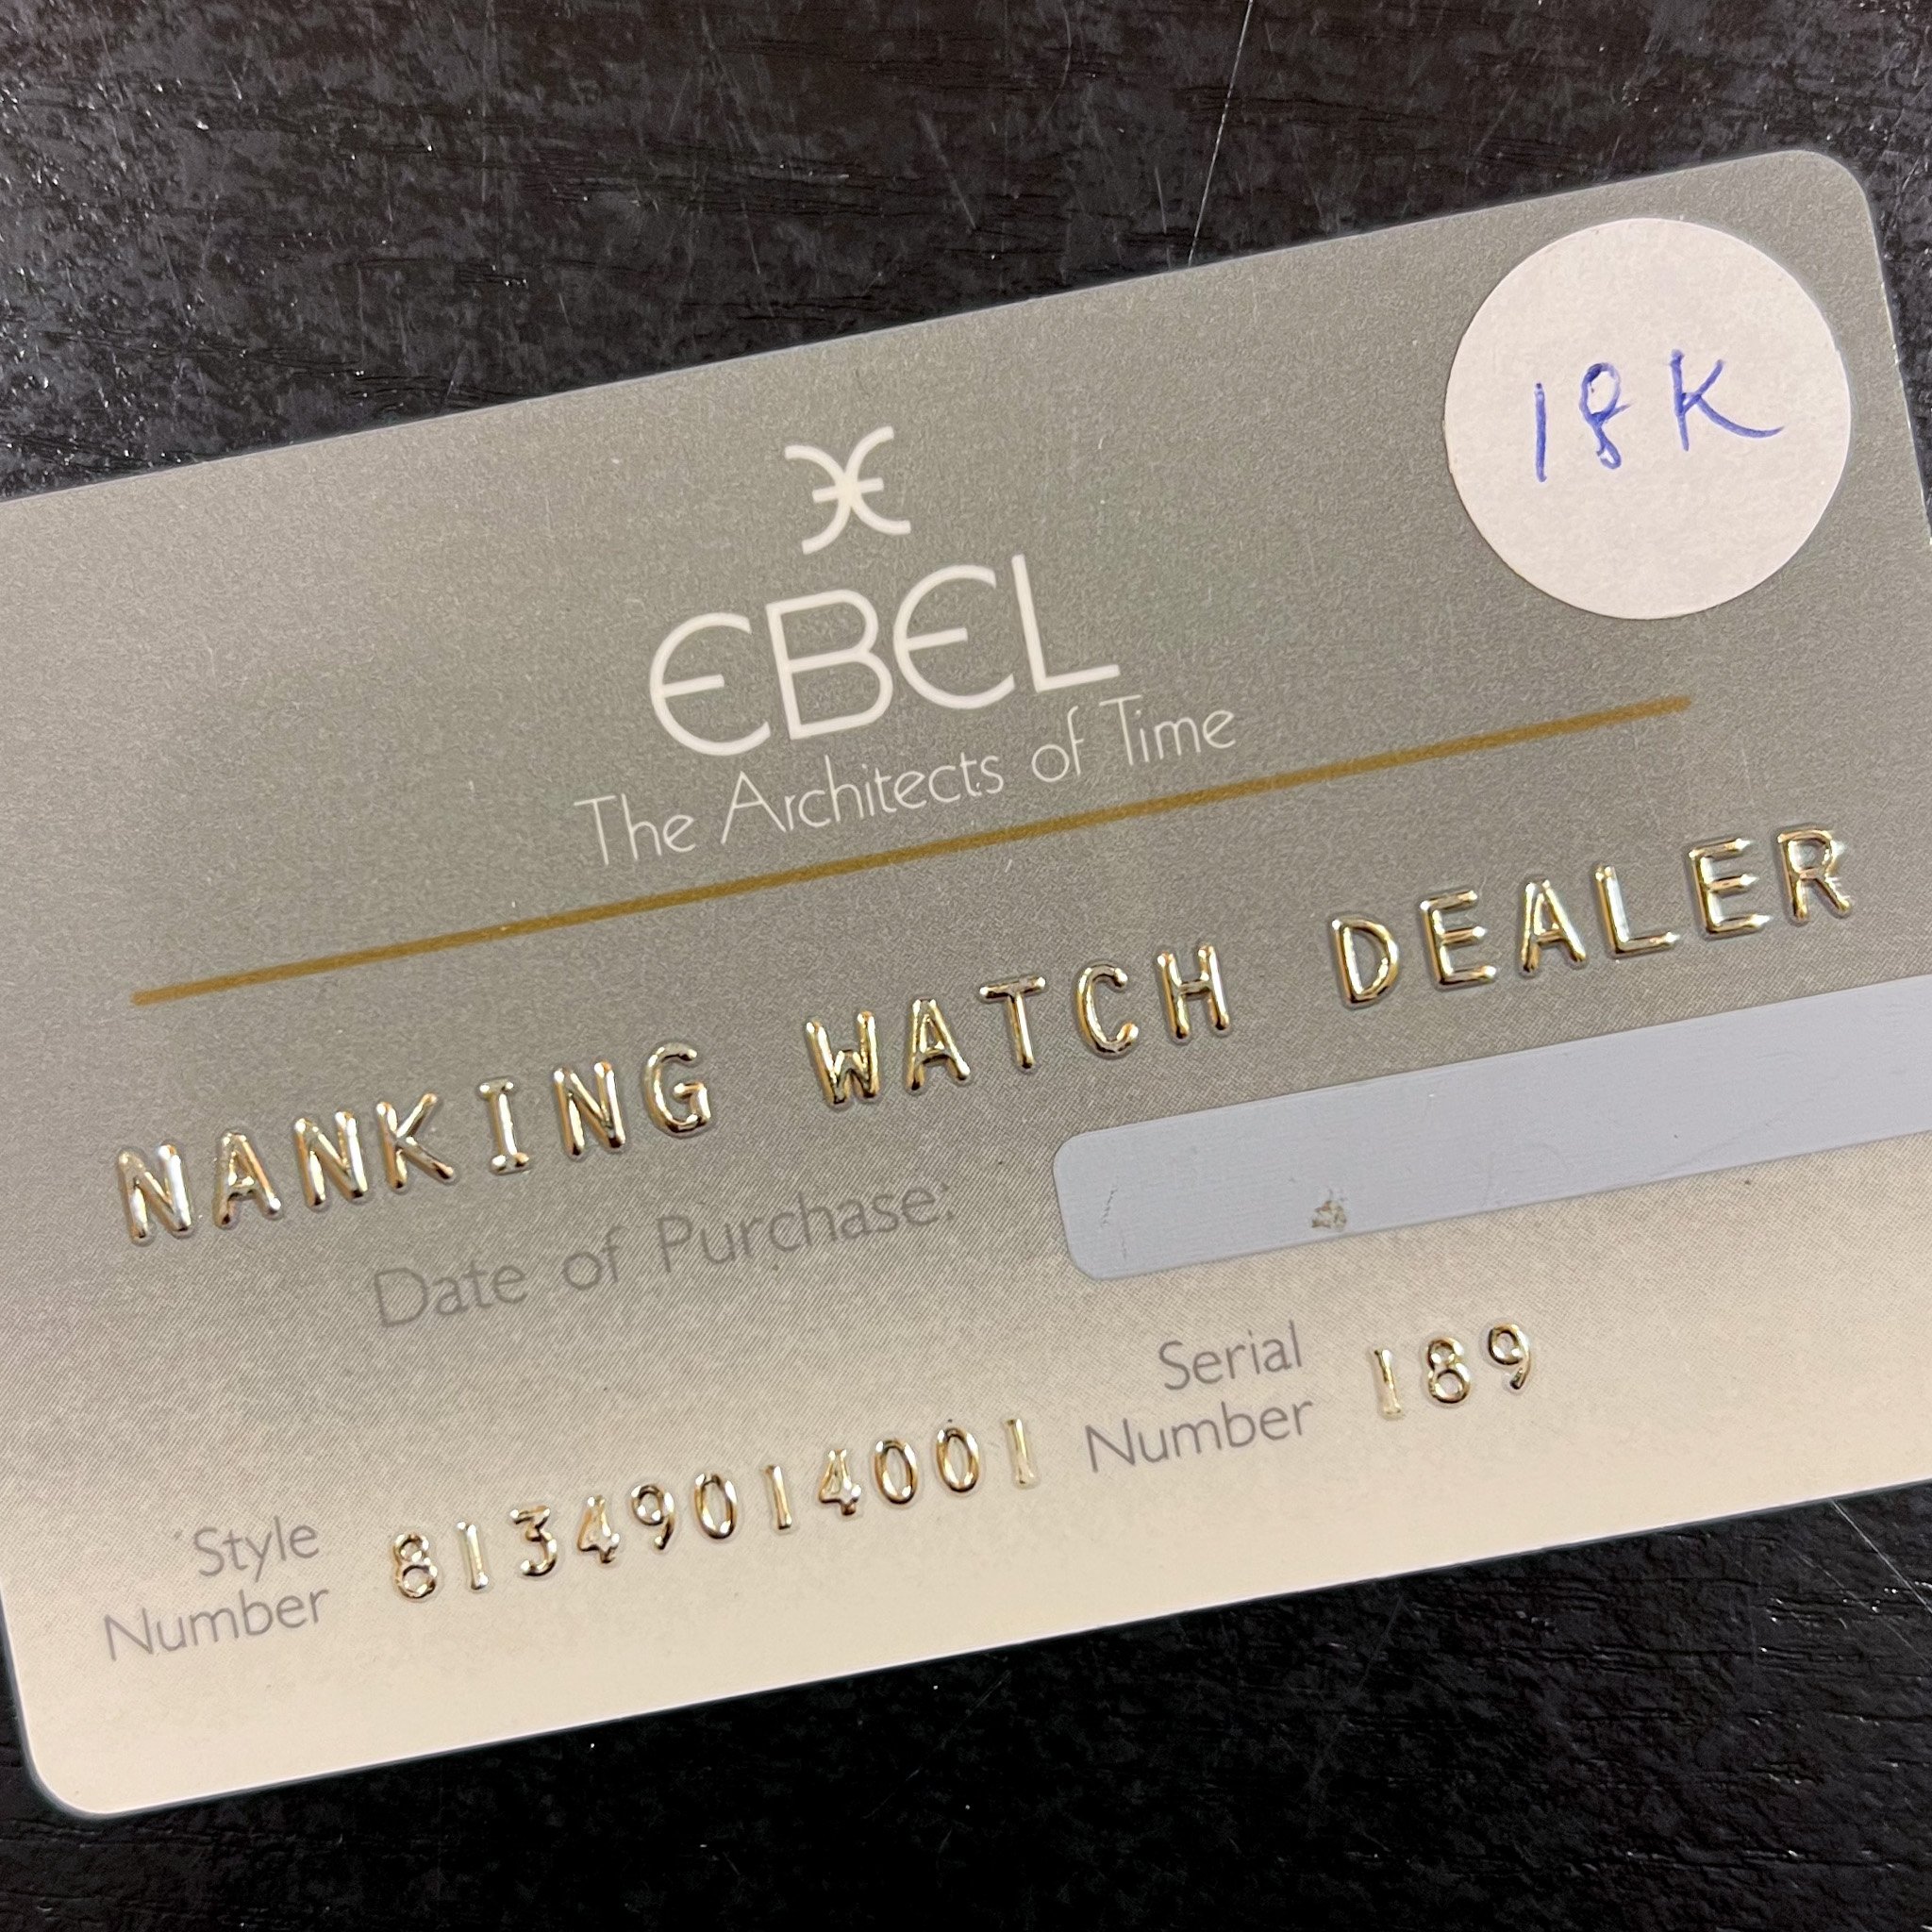 18K
EBEL
The Architects of Time
NANKING WATCH DEALER
Date of Purchase:
Serial
Number 189
Style
Number 81349014001